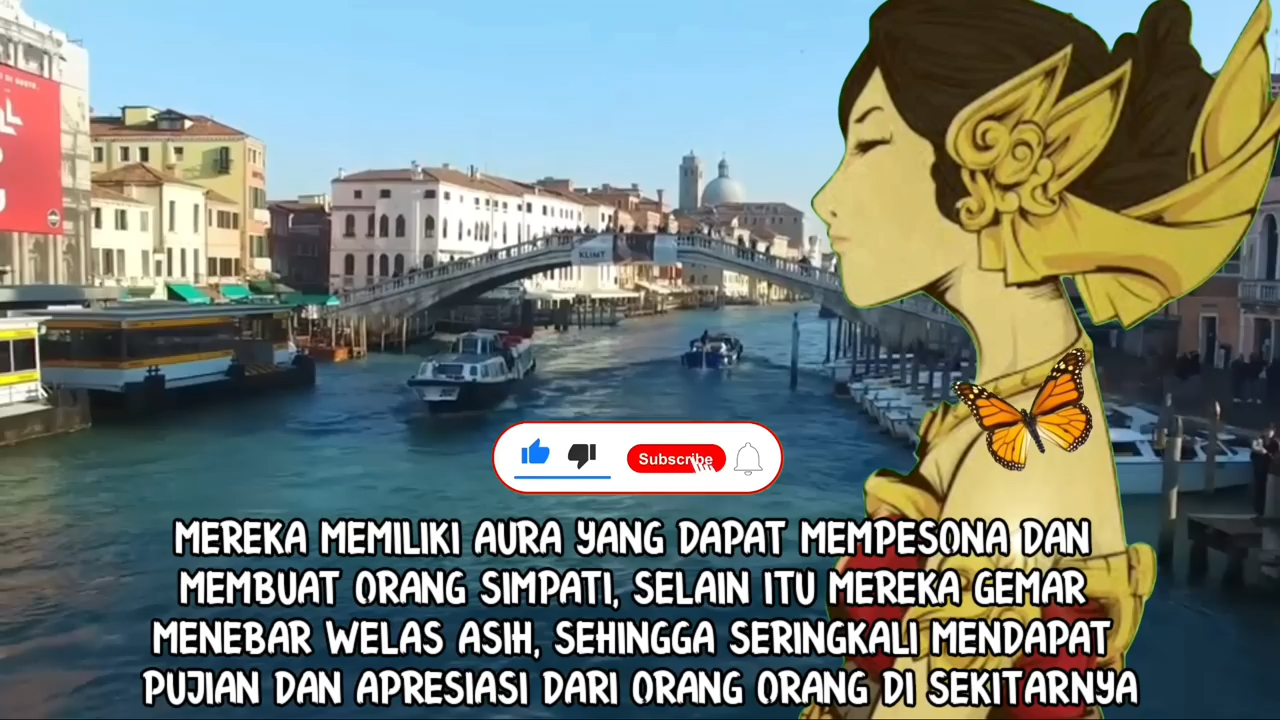 KLIMT
Subscribe
MEREKA MEMILIKI AURA YANG DAPAT MEMPESONA DAN
MEMBUAT ORANG SIMPATI, SELAIN ITU MEREKA GEMAR
MENEBAR WELAS ASIH, SEHINGGA SERINGKALI MENDAPAT
PUJIAN DAN APRESIASI DARI ORANG ORANG DI SEKITARNYA